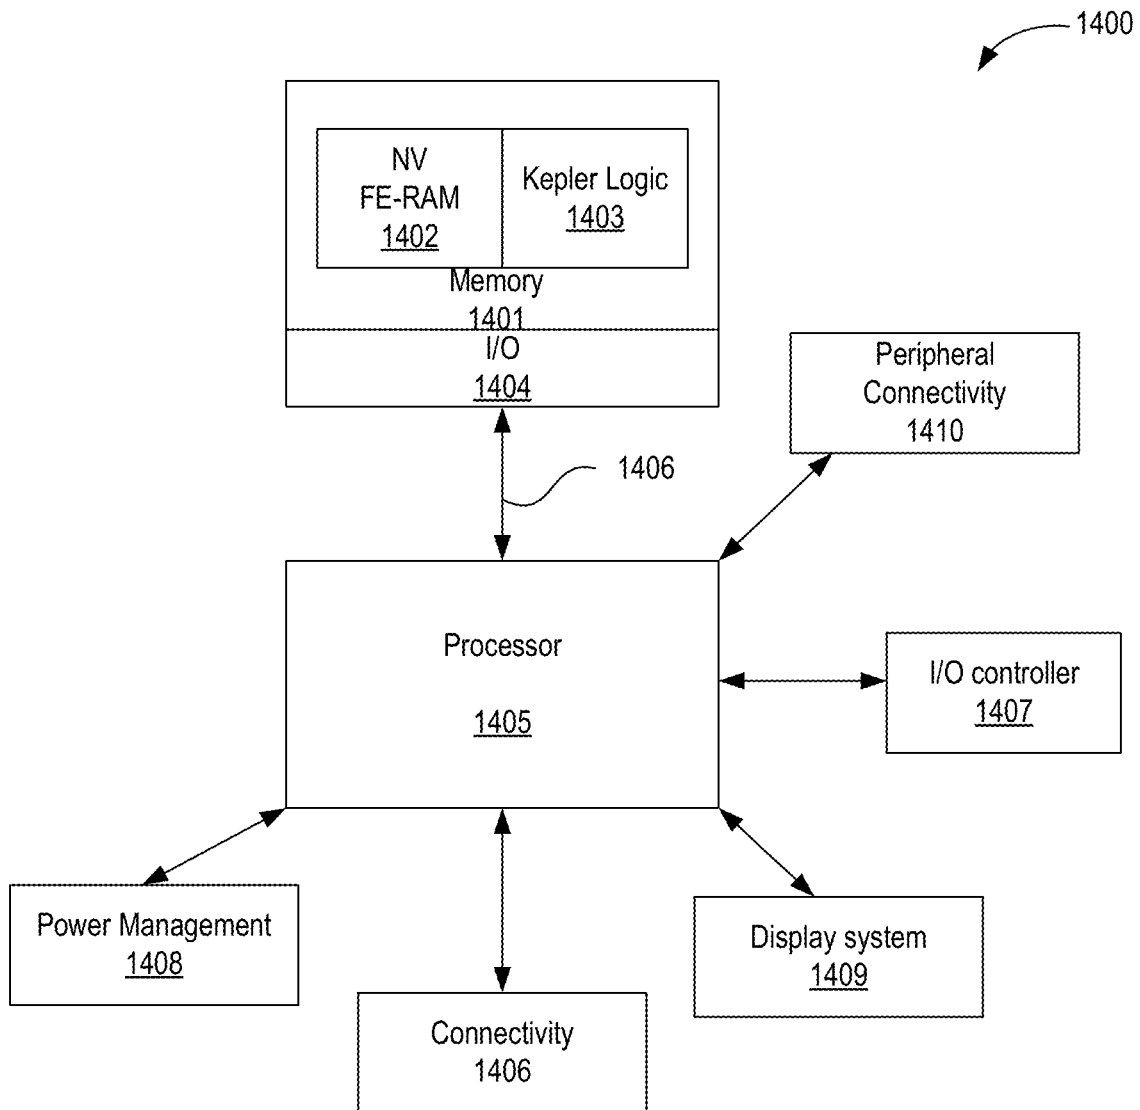 1400
NV
FE-RAM
1402
Kepler Logic
1403
Memory
1401
I/O
1404
Peripheral
Connectivity
1410
1406
Processor
1405
I/O controller
1407
Power Management
1408
Display system
1409
Connectivity
1406